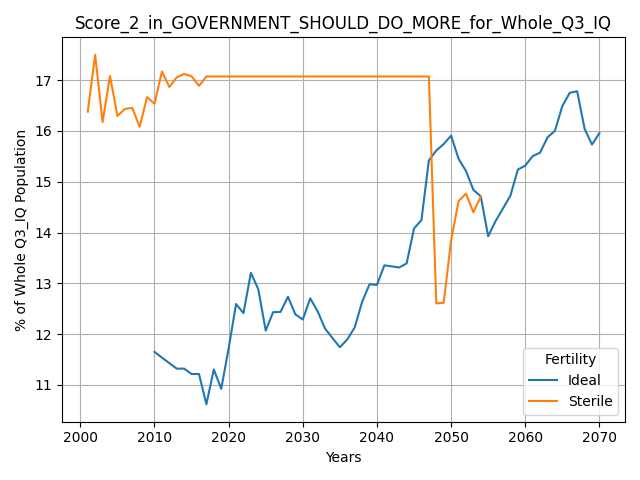 Score_2_in_GOVERNMENT_SHOULD_DO_MORE_for_Whole_Q3_IQ
% of Whole Q3_IQ Population
17
16
15
14
13
12
11
2000 2010 2020 2030 2040 2050 2060 2070
Years
Fertility
Ideal
Sterile